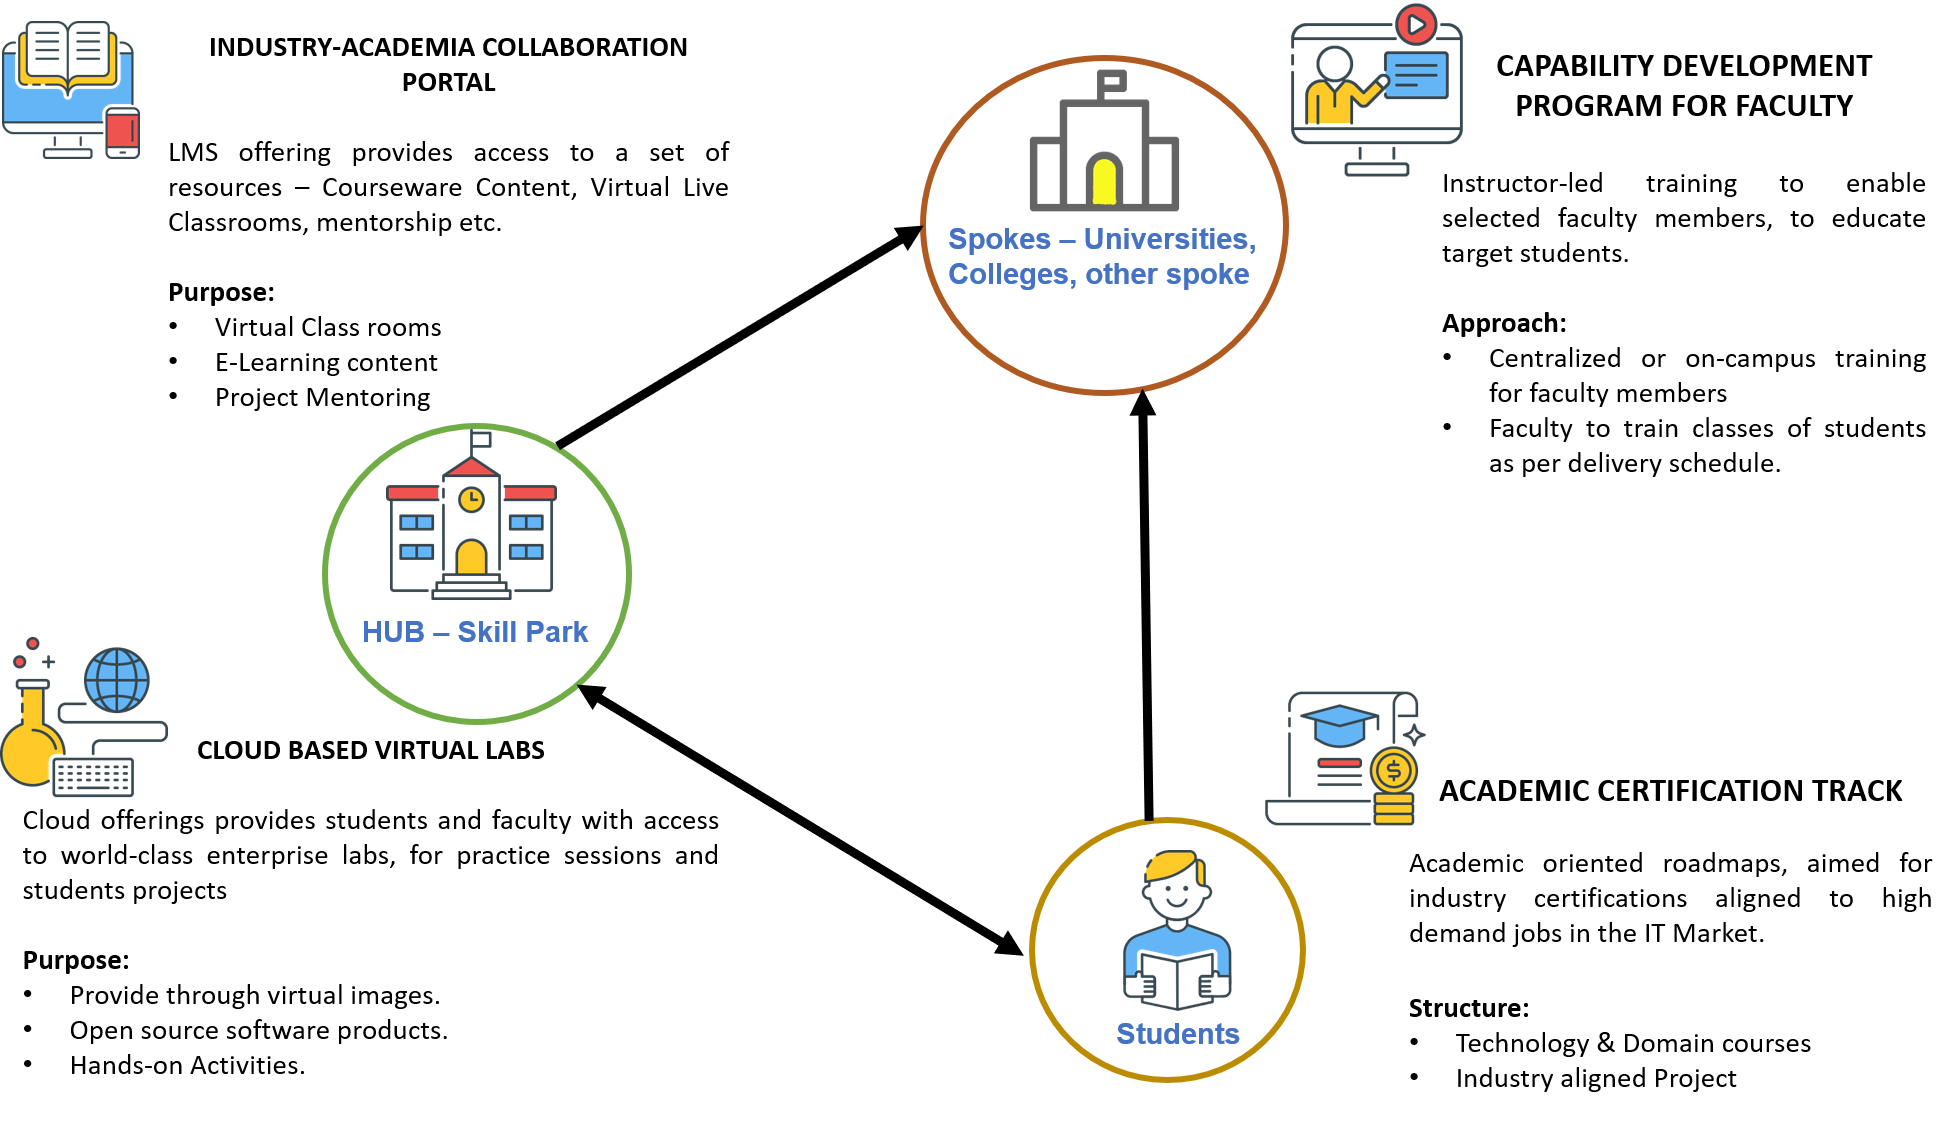 INDUSTRY-ACADEMIA COLLABORATION
PORTAL
LMS offering provides access to a set of
resources – Courseware Content, Virtual Live
Classrooms, mentorship etc.
Purpose:
• Virtual Class rooms
• E-Learning content
• Project Mentoring
Spokes – Universities,
Colleges, other spoke
CAPABILITY DEVELOPMENT
PROGRAM FOR FACULTY
Instructor-led training to enable
selected faculty members, to educate
target students.
Approach:
• Centralized or on-campus training
for faculty members
• Faculty to train classes of students
as per delivery schedule.
HUB – Skill Park
CLOUD BASED VIRTUAL LABS
Cloud offerings provides students and faculty with access
to world-class enterprise labs, for practice sessions and
students projects
Purpose:
• Provide through virtual images.
• Open source software products.
• Hands-on Activities.
Students
ACADEMIC CERTIFICATION TRACK
Academic oriented roadmaps, aimed for
industry certifications aligned to high
demand jobs in the IT Market.
Structure:
• Technology & Domain courses
• Industry aligned Project